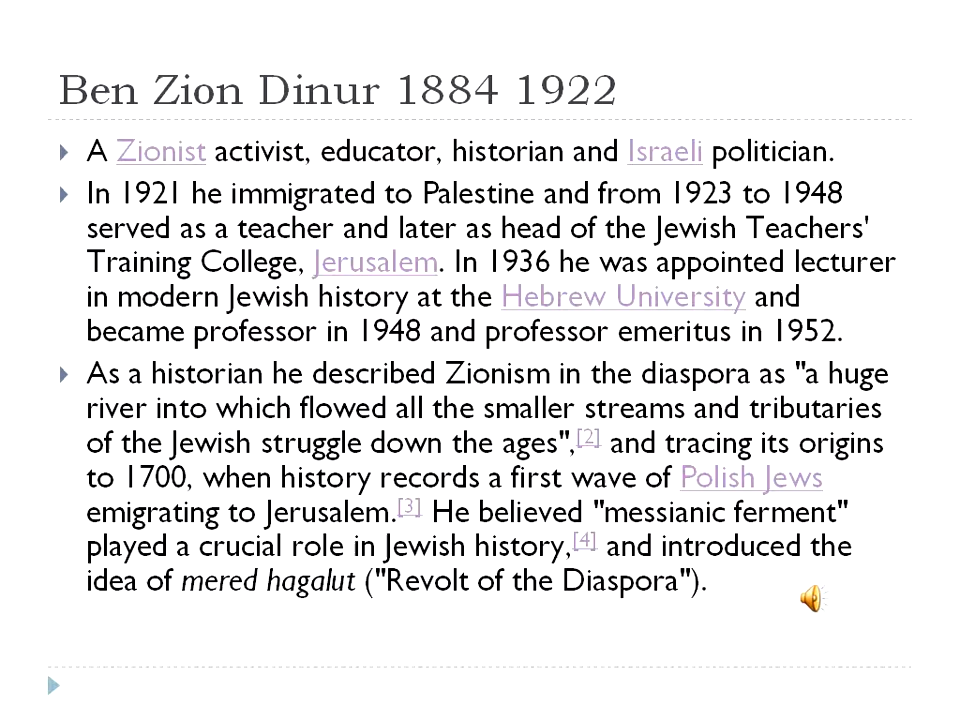 Ben Zion Dinur 1884 1922
A Zionist activist, educator, historian and Israeli politician.
In 1921 he immigrated to Palestine and from 1923 to 1948
served as a teacher and later as head of the Jewish Teachers'
Training College, Jerusalem. In 1936 he was appointed lecturer
in modern Jewish history at the Hebrew University and
became professor in 1948 and professor emeritus in 1952.
As a historian he described Zionism in the diaspora as "a huge
river into which flowed all the smaller streams and tributaries
of the Jewish struggle down the ages",[2] and tracing its origins
to 1700, when history records a first wave of Polish Jews
emigrating to Jerusalem.[3] He believed "messianic ferment"
played a crucial role in Jewish history,[4] and introduced the
idea of mered hagalut ("Revolt of the Diaspora").